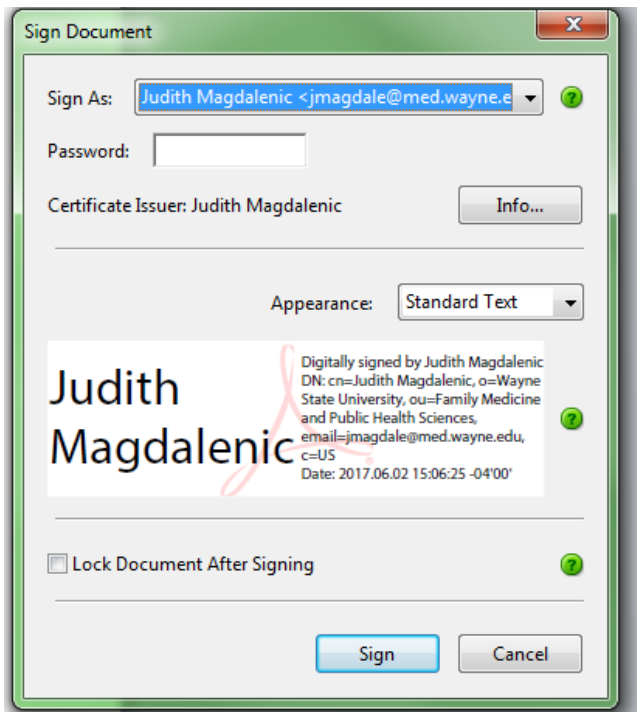 Sign Document
Sign As: Judith Magdalenic <jmagdale@med.wayne.e
Password:
Certificate Issuer: Judith Magdalenic Info...
Appearance: Standard Text
Judith
Magdalenic
Digitally signed by Judith Magdalenic
DN: cn=Judith Magdalenic, o=Wayne
State University, ou=Family Medicine
and Public Health Sciences,
email=jmagdale@med.wayne.edu,
c=US
Date: 2017.06.02 15:06:25 -04'00'
Lock Document After Signing
Sign Cancel